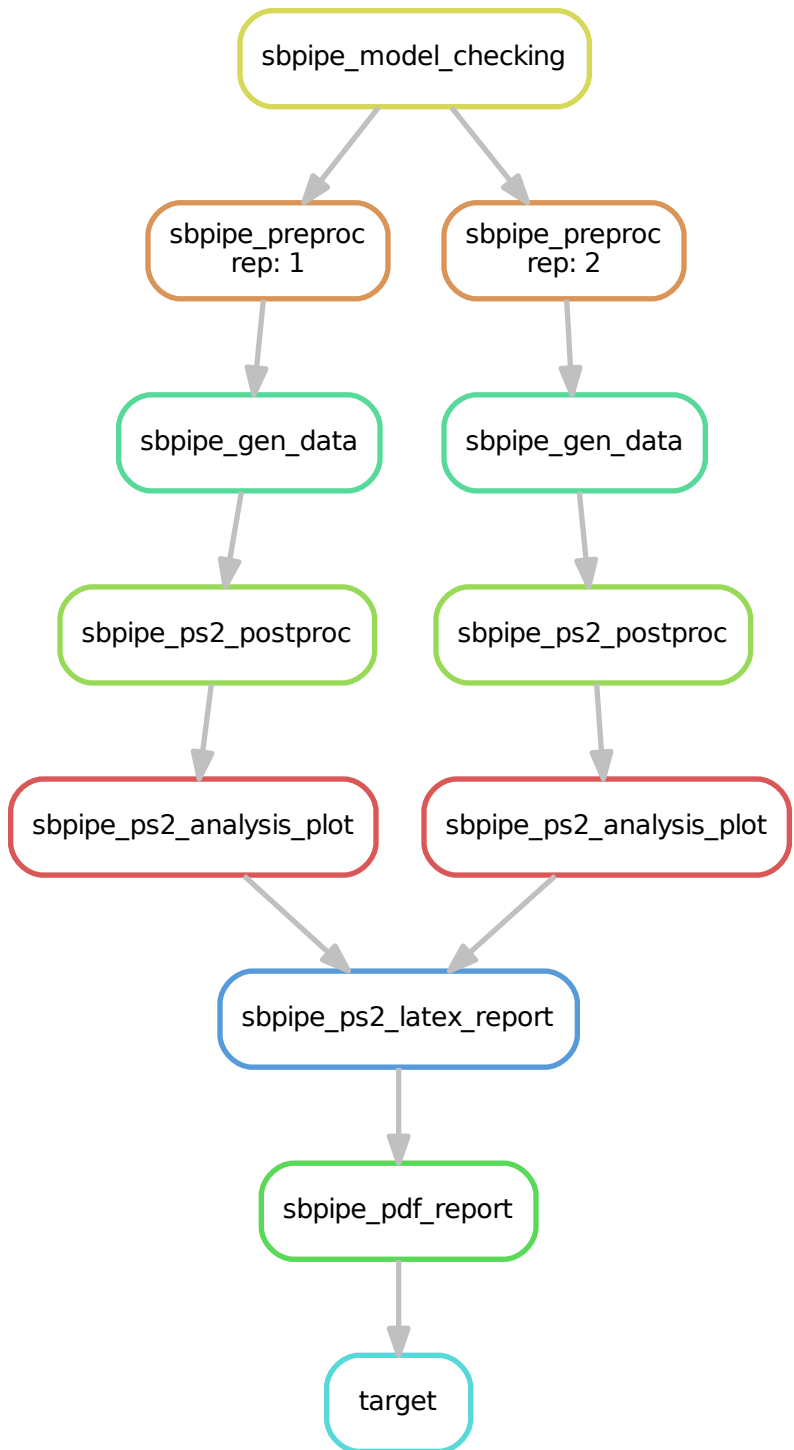 sbpipe_model_checking
sbpipe_preproc
rep: 1
sbpipe_preproc
rep: 2
sbpipe_gen_data
sbpipe_gen_data
sbpipe_ps2_postproc
sbpipe_ps2_postproc
sbpipe_ps2_analysis_plot
sbpipe_ps2_analysis_plot
sbpipe_ps2_latex_report
sbpipe_pdf_report
target